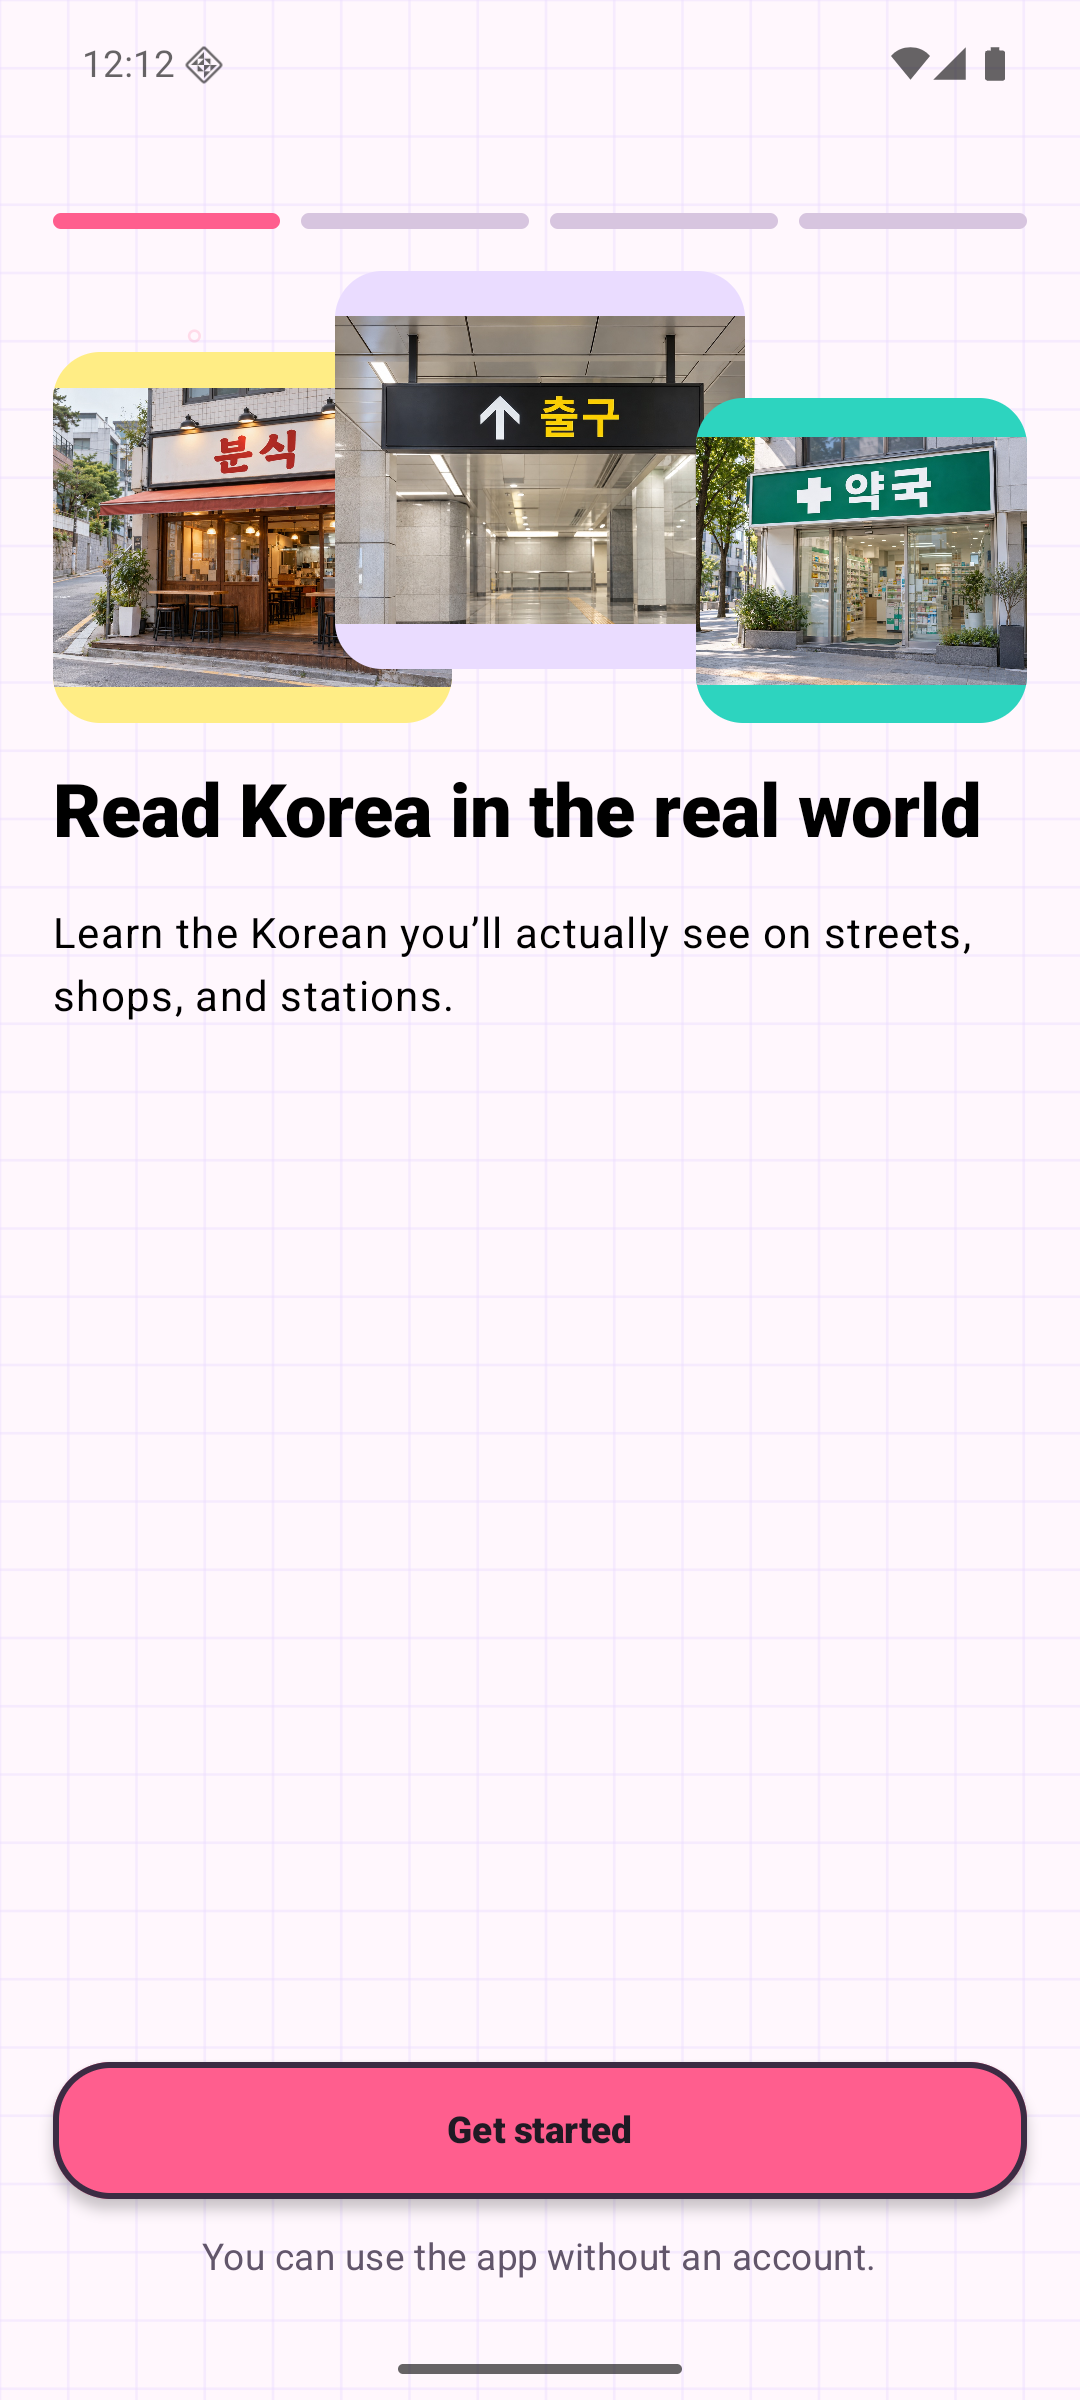 12:12
분식
출구
약국
Read Korea in the real world
Learn the Korean you’ll actually see on streets,
shops, and stations.
Get started
You can use the app without an account.